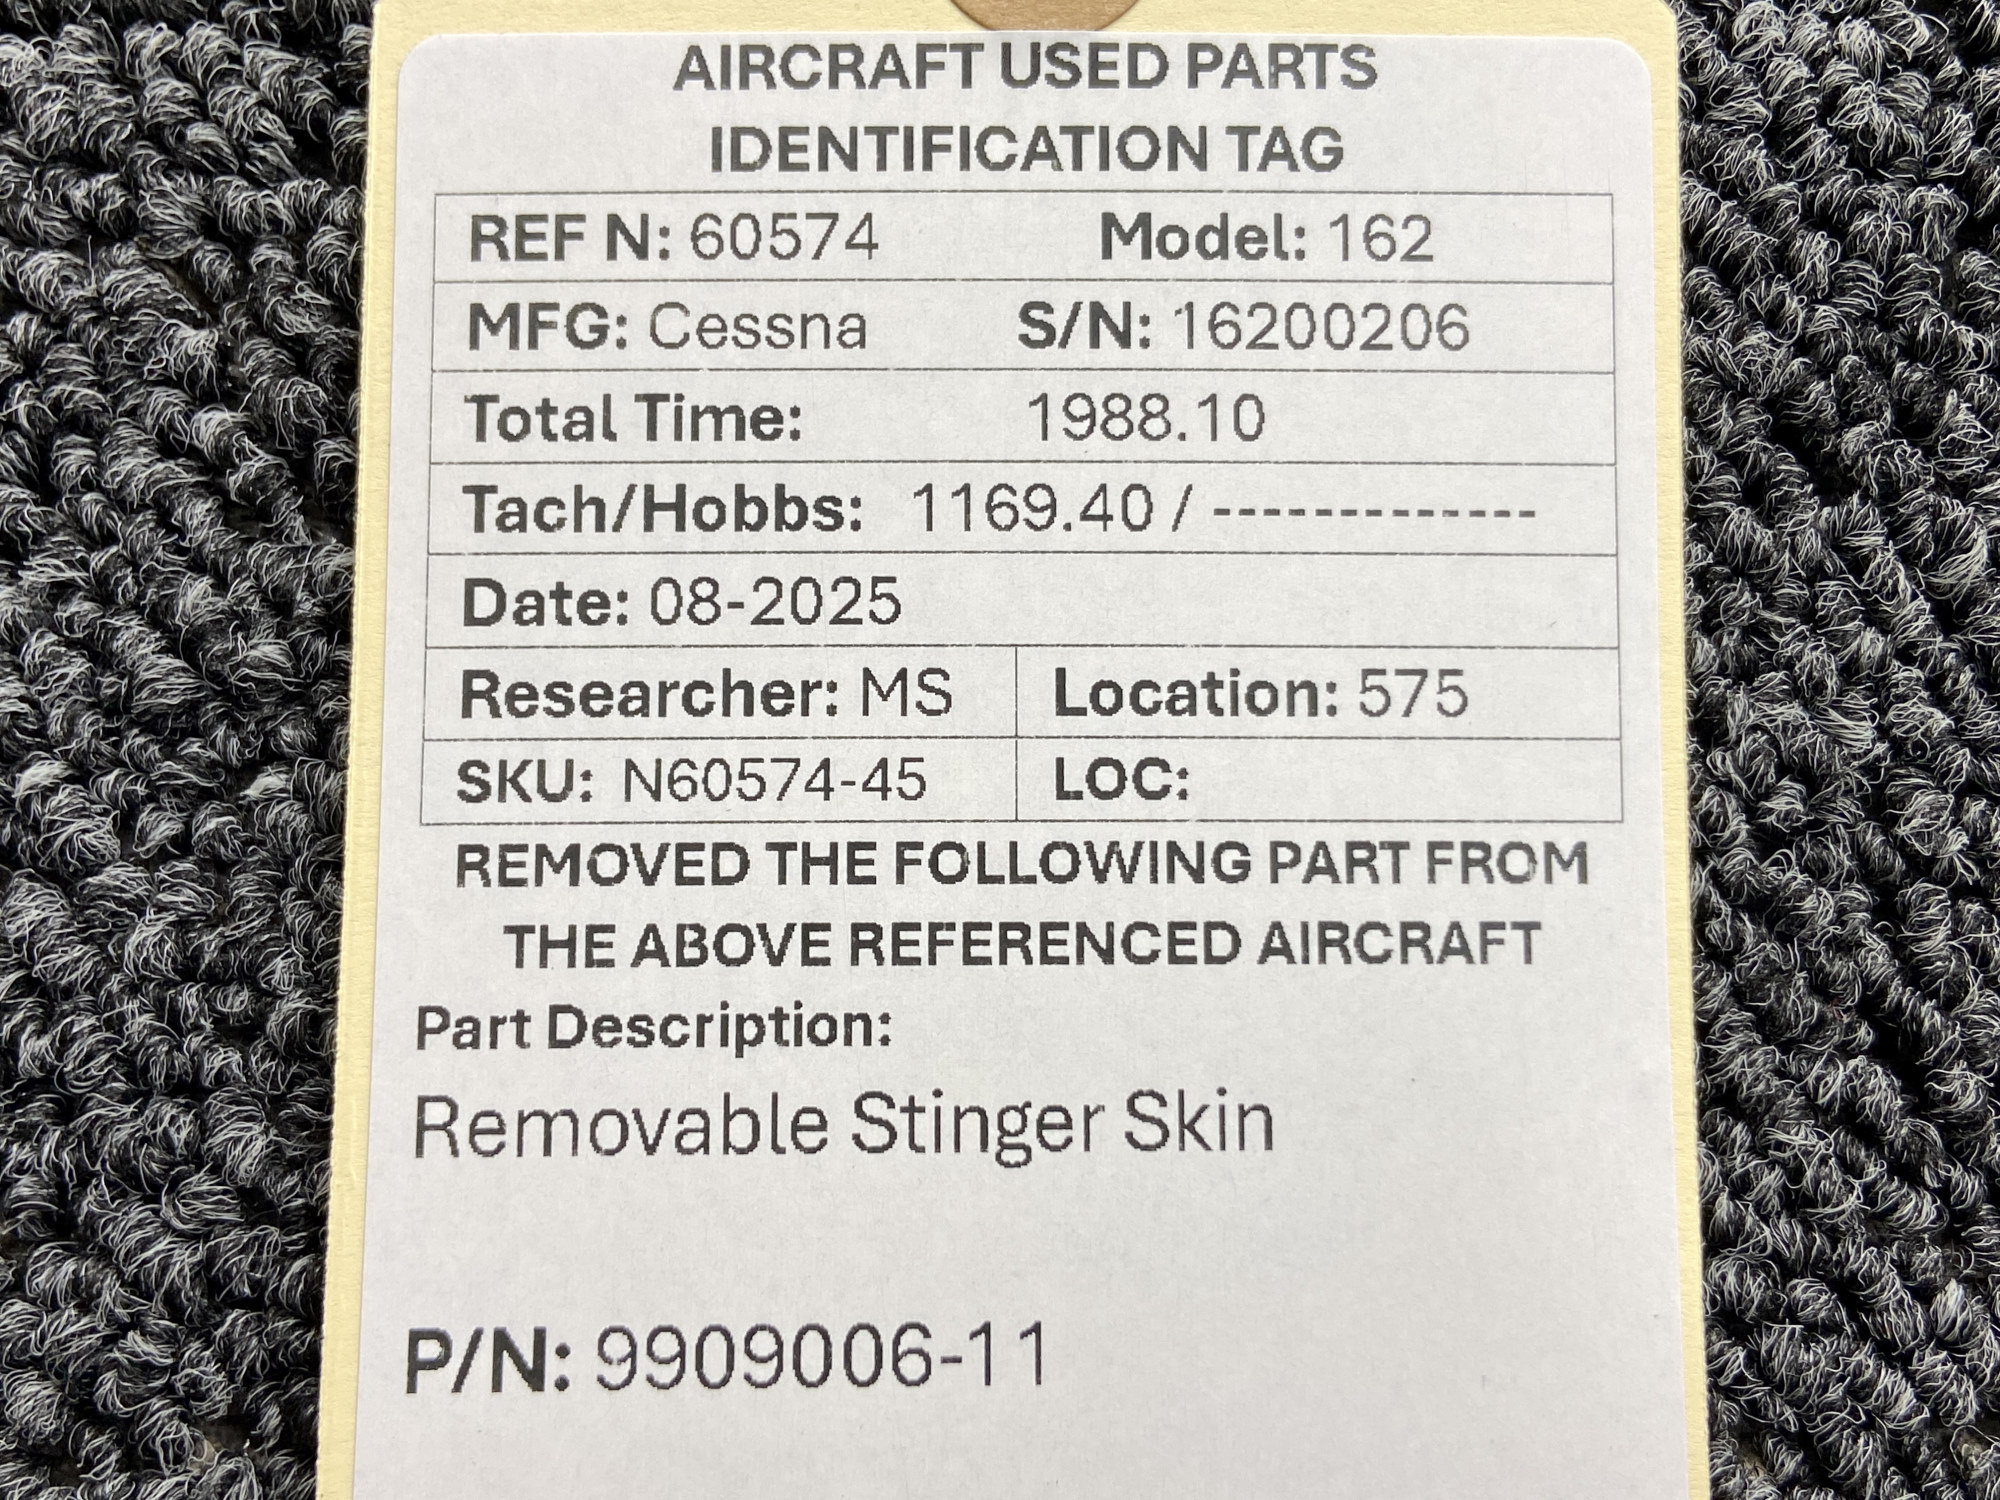 AIRCRAFT USED PARTS
IDENTIFICATION TAG
REF N: 60574 Model: 162
MFG: Cessna S/N: 16200206
Total Time: 1988.10
Tach/Hobbs: 1169.40 / -------------
Date: 08-2025
Researcher: MS Location: 575
SKU: N60574-45 LOC:
REMOVED THE FOLLOWING PART FROM
THE ABOVE REFERENCED AIRCRAFT
Part Description:
Removable Stinger Skin
P/N: 9909006-11